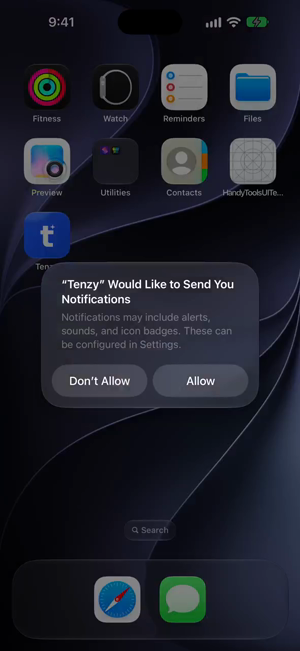 9:41
Fitness
Watch
Reminders
Files
Preview
Utilities
Contacts
HandyToolsUITe...
t
Tenz
“Tenzy” Would Like to Send You
Notifications
Notifications may include alerts,
sounds, and icon badges. These can
be configured in Settings.
Don’t Allow
Allow
Search